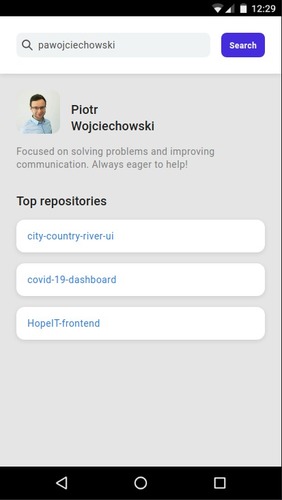 12:29
pawojciechowski
Search
Piotr
Wojciechowski
Focused on solving problems and improving
communication. Always eager to help!
Top repositories
city-country-river-ui
covid-19-dashboard
HopeIT-frontend